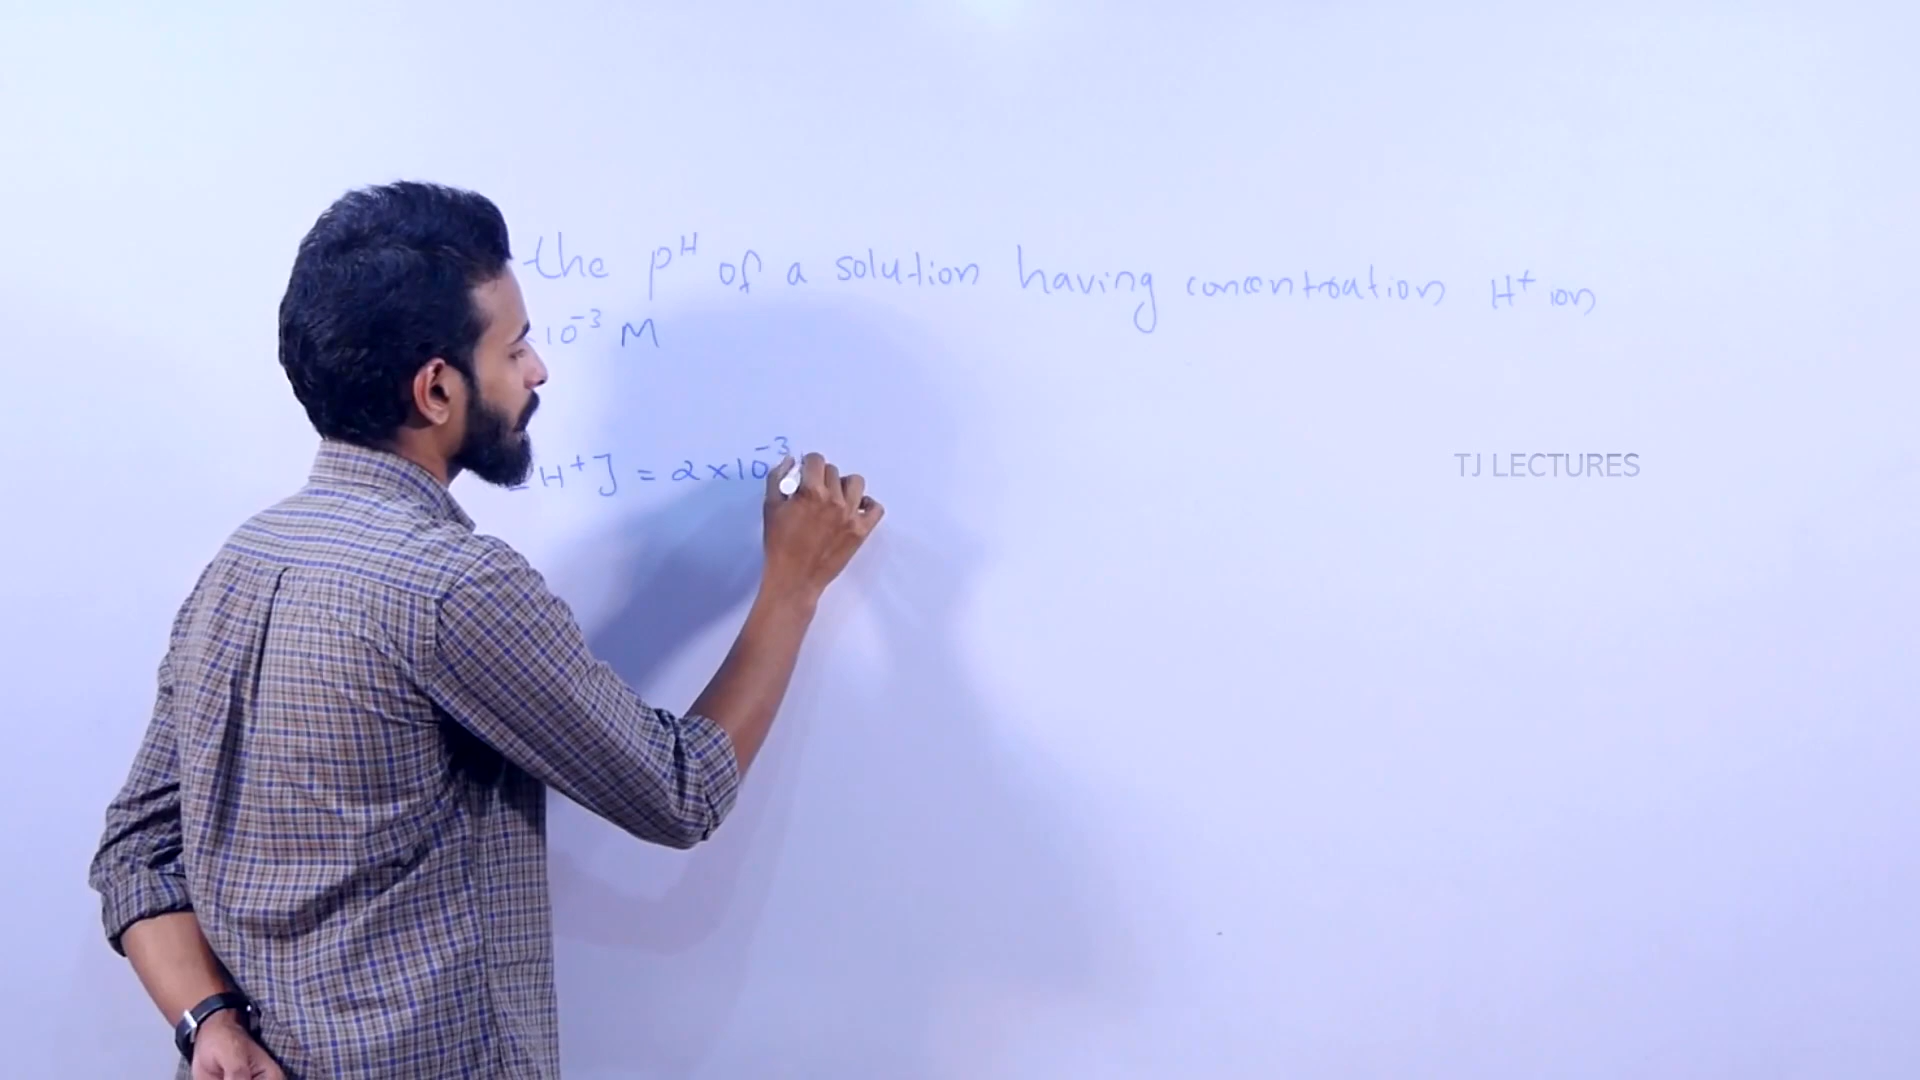 the pH of a solution having concentration H⁺ ion
10⁻³ M
H⁺] = 2×10⁻³
TJ LECTURES